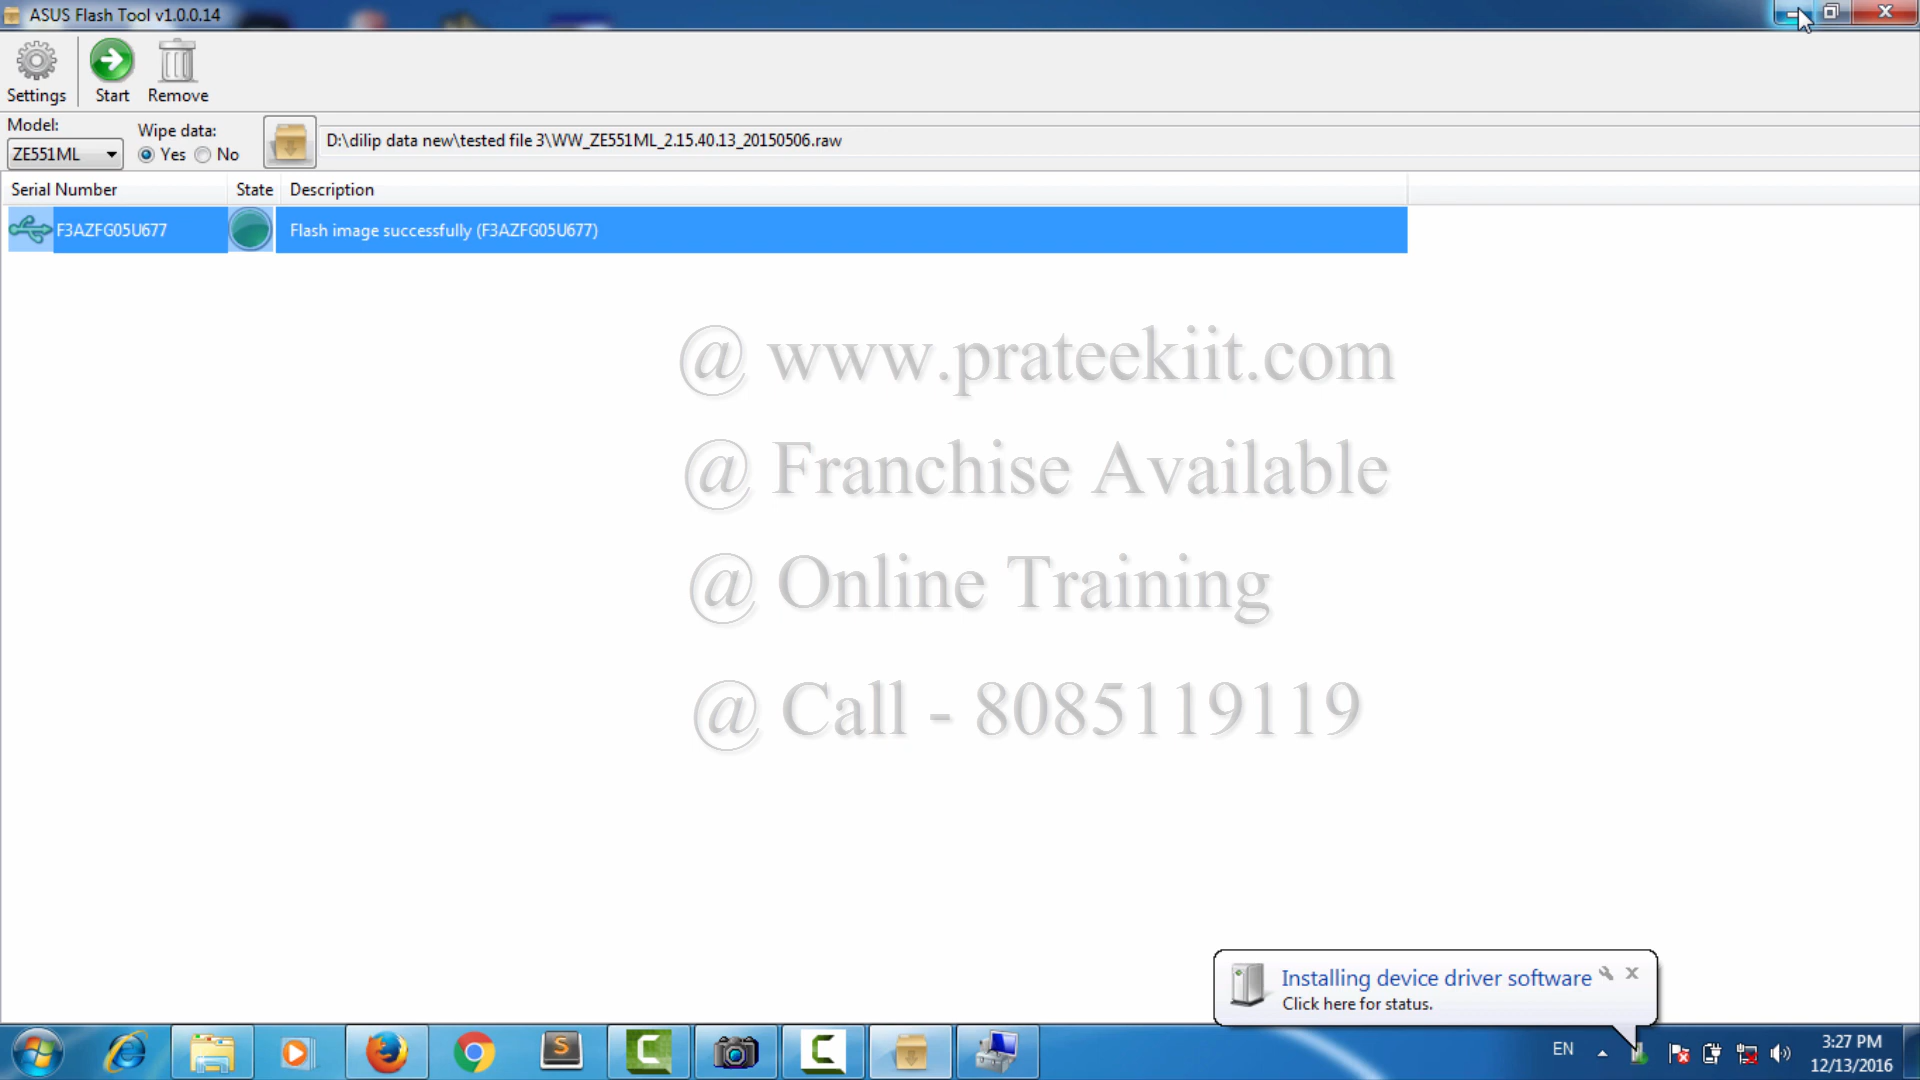 ASUS Flash Tool v1.0.0.14
Settings
Start
Remove
Model:
Wipe data:
ZE551ML
Yes
No
D:\dilip data new\tested file 3\WW_ZE551ML_2.15.40.13_20150506.raw
Serial Number
State
Description
F3AZFG05U677
Flash image successfully (F3AZFG05U677)
@ www.prateekiit.com
@ Franchise Available
@ Online Training
@ Call - 8085119119
Installing device driver software
Click here for status.
S
EN
3:27 PM
12/13/2016